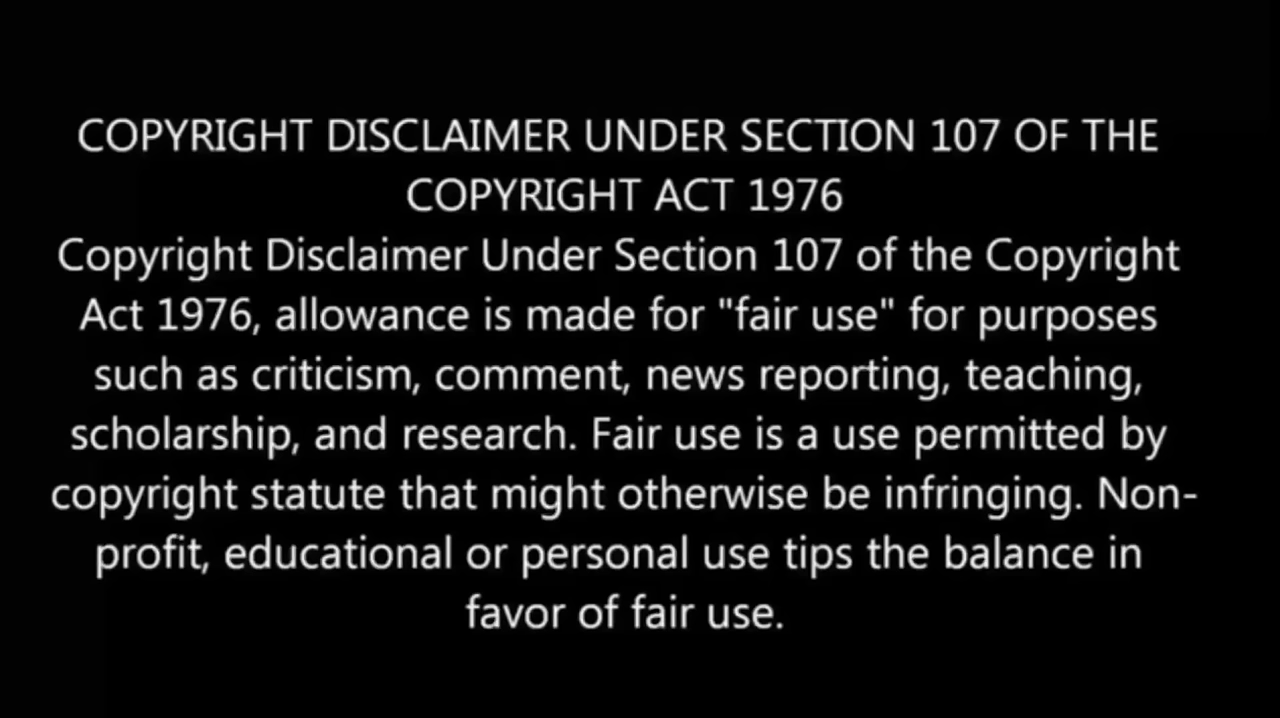 COPYRIGHT DISCLAIMER UNDER SECTION 107 OF THE
COPYRIGHT ACT 1976
Copyright Disclaimer Under Section 107 of the Copyright
Act 1976, allowance is made for "fair use" for purposes
such as criticism, comment, news reporting, teaching,
scholarship, and research. Fair use is a use permitted by
copyright statute that might otherwise be infringing. Non-
profit, educational or personal use tips the balance in
favor of fair use.